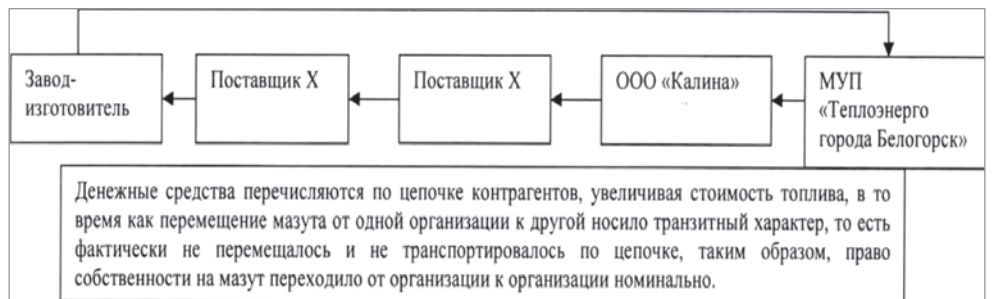 Завод-
изготовитель
Поставщик X
Поставщик X
ООО «Калина»
МУП
«Теплоэнерго
города Белогорск»
Денежные средства перечисляются по цепочке контрагентов, увеличивая стоимость топлива, в то
время как перемещение мазута от одной организации к другой носило транзитный характер, то есть
фактически не перемещалось и не транспортировалось по цепочке, таким образом, право
собственности на мазут переходило от организации к организации номинально.